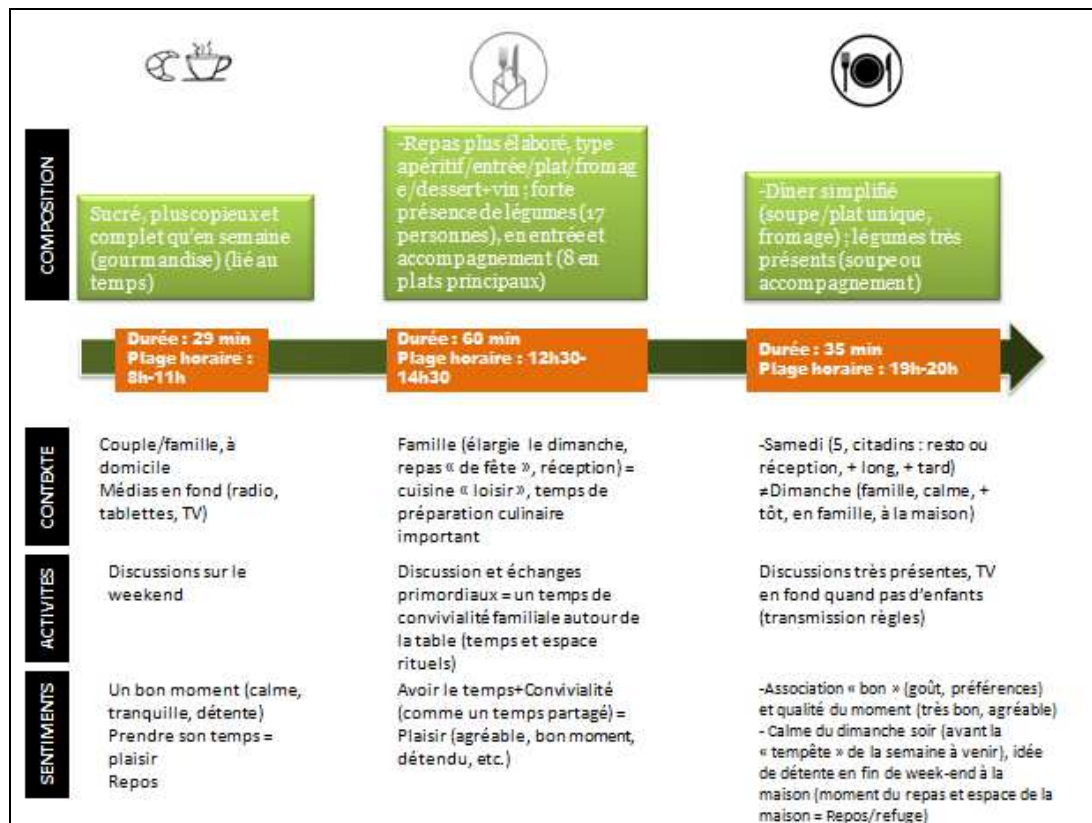 COMPOSITION
Sucré, plus copieux et
complet qu'en semaine
(gourmandise) (lié au
temps)
-Repas plus élaboré, type
apéritif/entrée/plat/fromag
e/dessert+vin ; forte
présence de légumes (17
personnes), en entrée et
accompagnement (8 en
plats principaux)
-Diner simplifié
(soupe/plat unique,
fromage) ; légumes très
présents (soupe ou
accompagnement)
Durée : 29 min
Plage horaire :
8h-11h
Durée : 60 min
Plage horaire : 12h30-
14h30
Durée : 35 min
Plage horaire : 19h-20h
CONTEXTE
Couple/famille, à
domicile
Médias en fond (radio,
tablettes, TV)
Famille (élargie le dimanche,
repas « de fête », réception) =
cuisine « loisir », temps de
préparation culinaire
important
-Samedi (5, citadins : resto ou
réception, + long, + tard)
≠Dimanche (famille, calme, +
tôt, en famille, à la maison)
ACTIVITES
Discussions sur le
weekend
Discussion et échanges
primordiaux = un temps de
convivialité familiale autour de
la table (temps et espace
rituels)
Discussions très présentes, TV
en fond quand pas d'enfants
(transmission règles)
SENTIMENTS
Un bon moment (calme,
tranquille, détente)
Prendre son temps =
plaisir
Repos
Avoir le temps+Convivialité
(comme un temps partagé) =
Plaisir (agréable, bon moment,
détendu, etc.)
-Association « bon » (goût, préférences)
et qualité du moment (très bon, agréable)
- Calme du dimanche soir (avant la
« tempête » de la semaine à venir), idée
de détente en fin de week-end à la
maison (moment du repas et espace de la
maison = Repos/refuge)